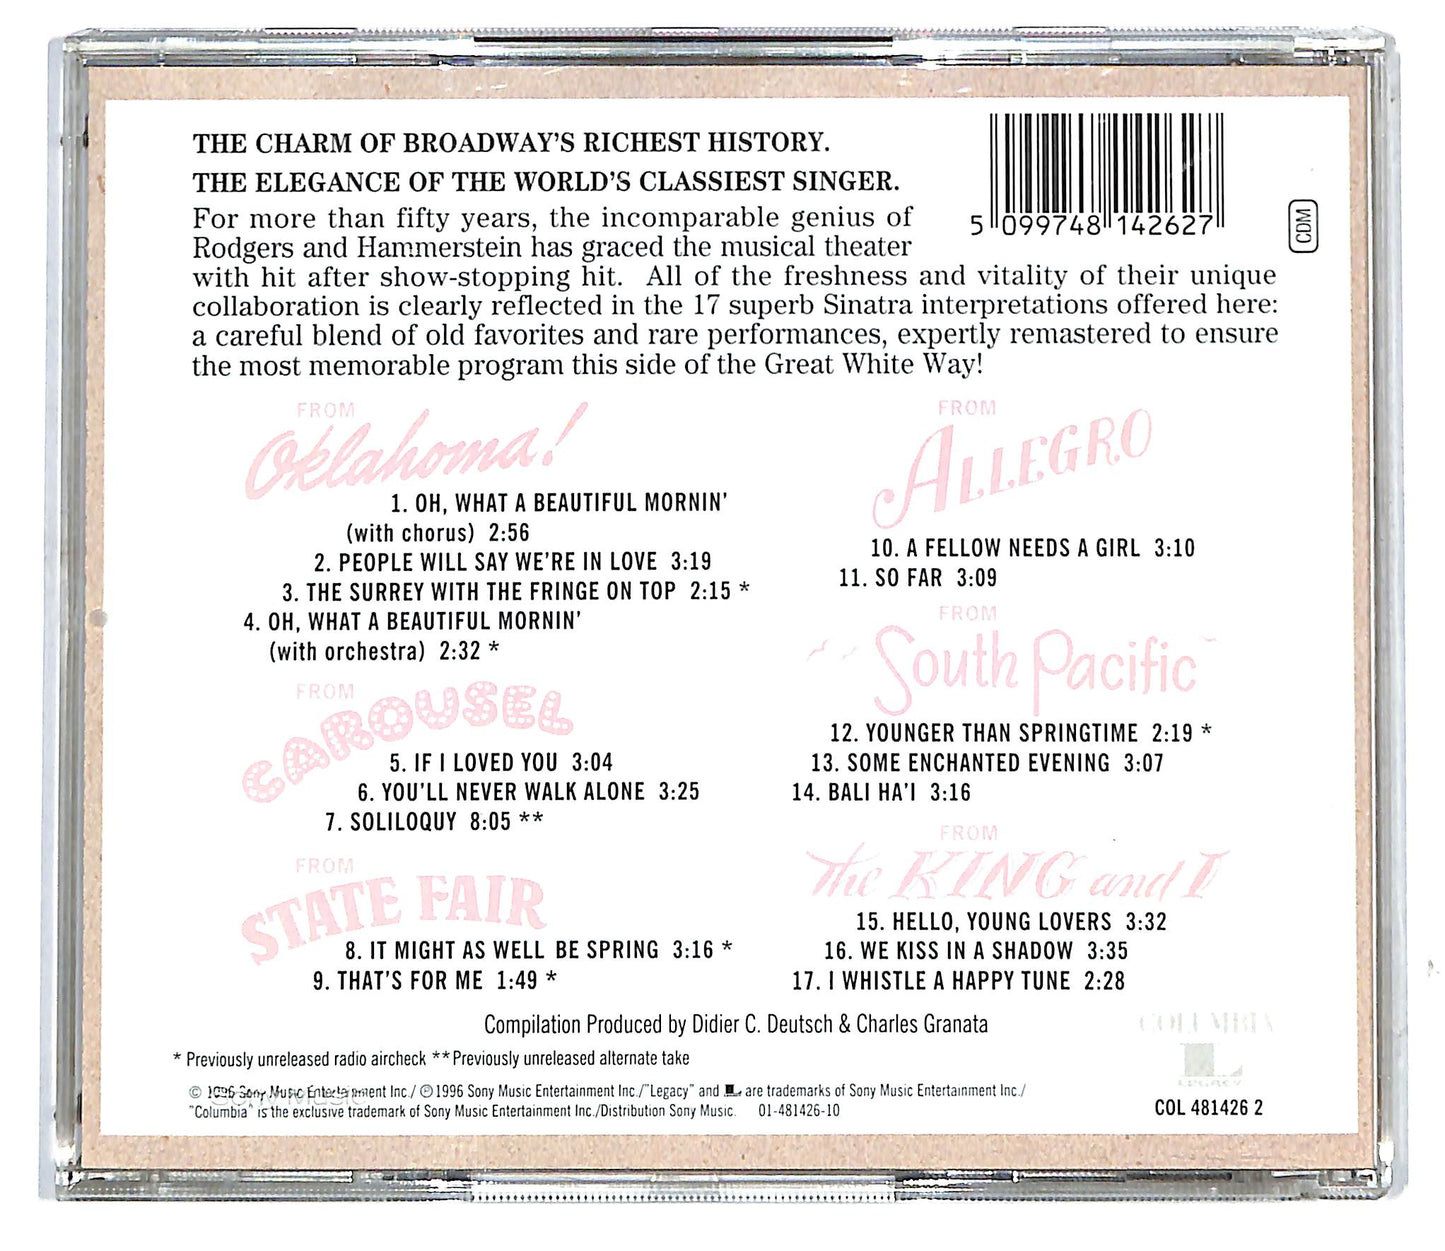 THE CHARM OF BROADWAY'S RICHEST HISTORY.
THE ELEGANCE OF THE WORLD'S CLASSIEST SINGER.
For more than fifty years, the incomparable genius of
Rodgers and Hammerstein has graced the musical theater
with hit after show-stopping hit. All of the freshness and vitality of their unique
collaboration is clearly reflected in the 17 superb Sinatra interpretations offered here:
a careful blend of old favorites and rare performances, expertly remastered to ensure
the most memorable program this side of the Great White Way!
5 099748 142627
CDM
FROM
Oklahoma!
1. OH, WHAT A BEAUTIFUL MORNIN'
(with chorus) 2:56
2. PEOPLE WILL SAY WE'RE IN LOVE 3:19
3. THE SURREY WITH THE FRINGE ON TOP 2:15 *
4. OH, WHAT A BEAUTIFUL MORNIN'
(with orchestra) 2:32 *
FROM
CAROUSEL
5. IF I LOVED YOU 3:04
6. YOU'LL NEVER WALK ALONE 3:25
7. SOLILOQUY 8:05 **
FROM
STATE FAIR
8. IT MIGHT AS WELL BE SPRING 3:16 *
9. THAT'S FOR ME 1:49 *
FROM
ALLEGRO
10. A FELLOW NEEDS A GIRL 3:10
11. SO FAR 3:09
FROM
South Pacific
12. YOUNGER THAN SPRINGTIME 2:19 *
13. SOME ENCHANTED EVENING 3:07
14. BALI HA'I 3:16
FROM
The KING and I
15. HELLO, YOUNG LOVERS 3:32
16. WE KISS IN A SHADOW 3:35
17. I WHISTLE A HAPPY TUNE 2:28
Compilation Produced by Didier C. Deutsch & Charles Granata
* Previously unreleased radio aircheck ** Previously unreleased alternate take
© 1996 Sony Music Entertainment Inc./ ℗ 1996 Sony Music Entertainment Inc./"Legacy" and L are trademarks of Sony Music Entertainment Inc./
"Columbia" is the exclusive trademark of Sony Music Entertainment Inc./Distribution Sony Music. 01-481426-10
Sony Music
COLUMBIA
L
LEGACY
COL 481426 2